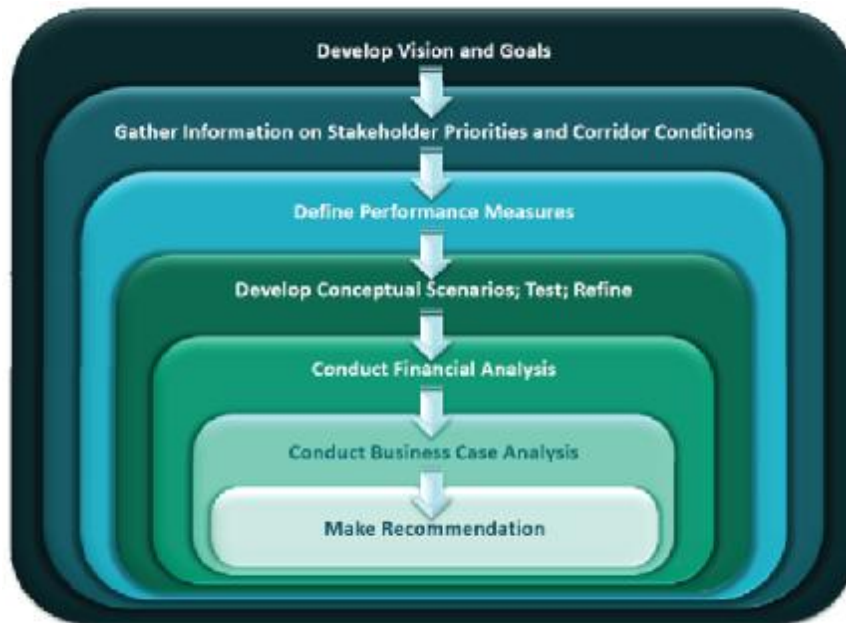 Develop Vision and Goals
Gather Information on Stakeholder Priorities and Corridor Conditions
Define Performance Measures
Develop Conceptual Scenarios; Test; Refine
Conduct Financial Analysis
Conduct Business Case Analysis
Make Recommendation